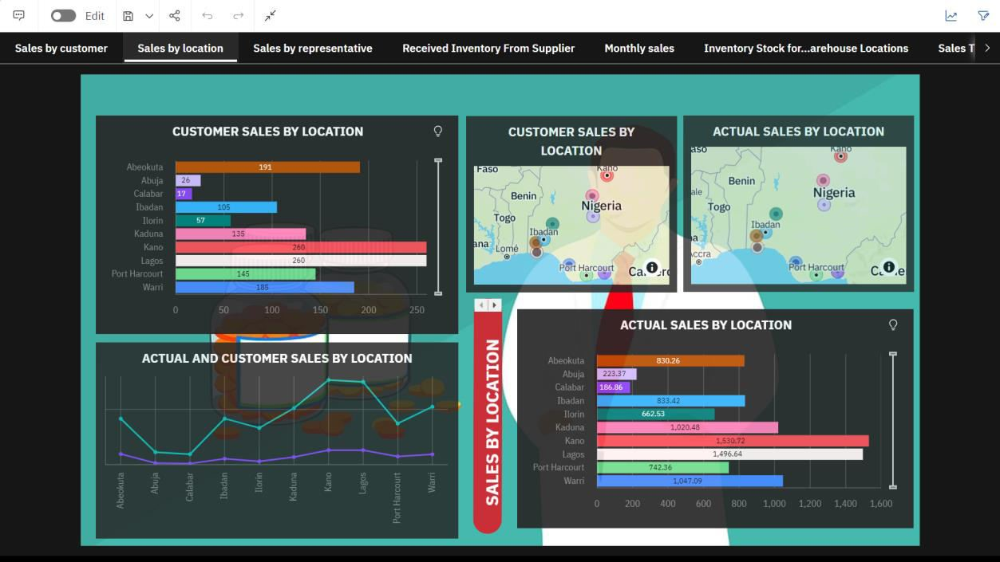 Edit
Sales by customer
Sales by location
Sales by representative
Received Inventory From Supplier
Monthly sales
Inventory Stock for...arehouse Locations
Sales T
CUSTOMER SALES BY LOCATION
Abeokuta 191
Abuja 26
Calabar 17
Ibadan 105
Ilorin 57
Kaduna 135
Kano 260
Lagos 260
Port Harcourt 145
Warri 185
0 50 100 150 200 250
CUSTOMER SALES BY
LOCATION
Faso
Kano
Benin
Nigeria
Togo
Ibadan
ana
Lomé
Port Harcourt
ACTUAL SALES BY LOCATION
aso
Kano
Benin
ale
Nigeria
Togo
Ibadan
Accra
Port Harcourt
ACTUAL AND CUSTOMER SALES BY LOCATION
Abeokuta
Abuja
Calabar
Ibadan
Ilorin
Kaduna
Kano
Lagos
Port Harcourt
Warri
SALES BY LOCATION
ACTUAL SALES BY LOCATION
Abeokuta 830.26
Abuja 223.37
Calabar 186.86
Ibadan 833.42
Ilorin 662.53
Kaduna 1,020.48
Kano 1,530.72
Lagos 1,496.64
Port Harcourt 742.36
Warri 1,047.09
0 200 400 600 800 1,000 1,200 1,400 1,600